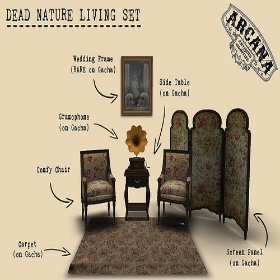 DEAD NATURE LIVING SET
ARCANA
Wedding Frame
(RARE on Gacha)
Side Table
(on Gacha)
Gramophone
(on Gacha)
Comfy Chair
Carpet
(on Gacha)
Screen Panel
(on Gacha)